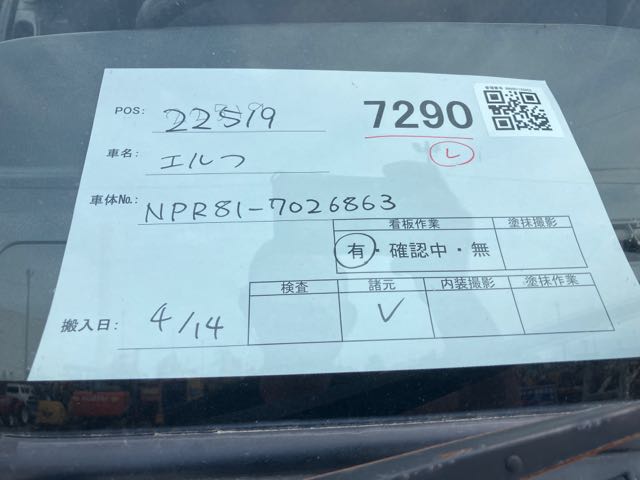 POS: 22519
7290
L
車名: エルフ
車体No.: NPR81-7026863
看板作業 塗抹撮影
有・確認中・無
検査 諸元 内装撮影 塗抹作業
搬入日: 4/14
✓